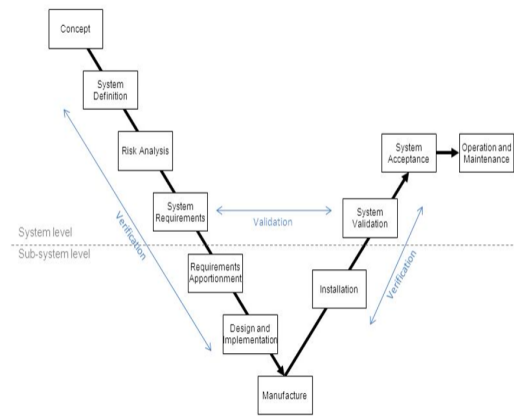 Concept
System
Definition
Risk Analysis
System
Requirements
Requirements
Apportionment
Design and
Implementation
Manufacture
Installation
System
Validation
System
Acceptance
Operation and
Maintenance
Verification
Validation
Verification
System level
Sub-system level